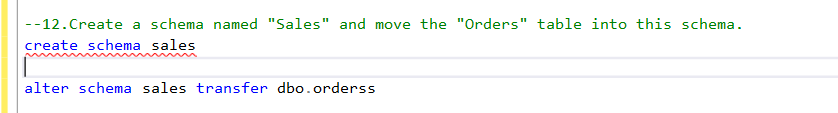 --12.Create a schema named "Sales" and move the "Orders" table into this schema.
create schema sales
alter schema sales transfer dbo.orderss